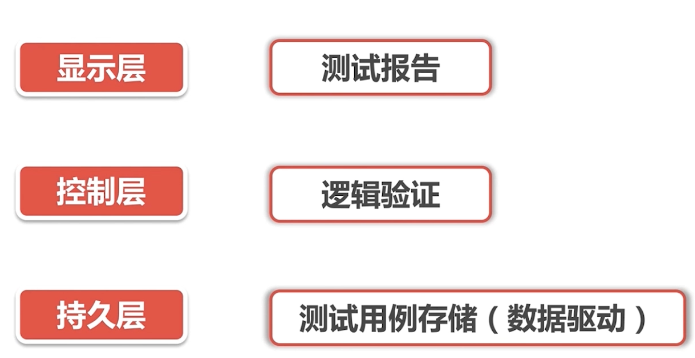 显示层
测试报告
控制层
逻辑验证
持久层
测试用例存储（数据驱动）